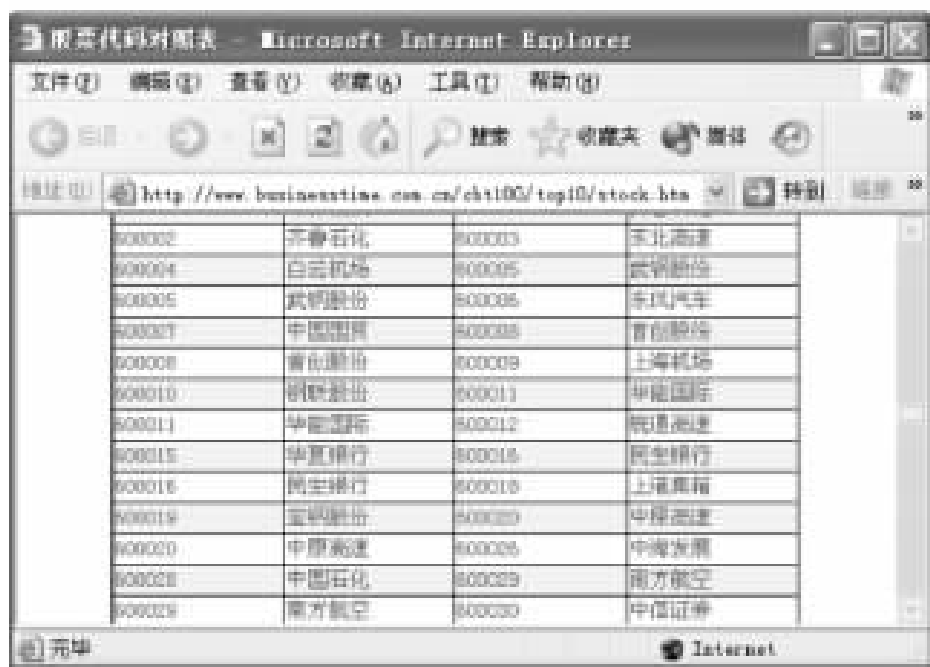 股票代码对照表 - Microsoft Internet Explorer
文件(F) 编辑(E) 查看(V) 收藏(A) 工具(T) 帮助(H)
后退 搜索 收藏夹 媒体
地址(D) http://www.businesstime.com.cn/cht100/top10/stock.htm 转到 链接
600002 齐鲁石化 600003 东北高速
600004 白云机场 600005 武钢股份
600005 武钢股份 600006 东风汽车
600007 中国国贸 600008 首创股份
600008 首创股份 600009 上海机场
600010 钢联股份 600011 华能国际
600011 华能国际 600012 皖通高速
600015 华夏银行 600016 民生银行
600016 民生银行 600018 上港集箱
600019 宝钢股份 600020 中原高速
600020 中原高速 600026 中海发展
600028 中国石化 600029 南方航空
600029 南方航空 600030 中信证券
完毕 Internet